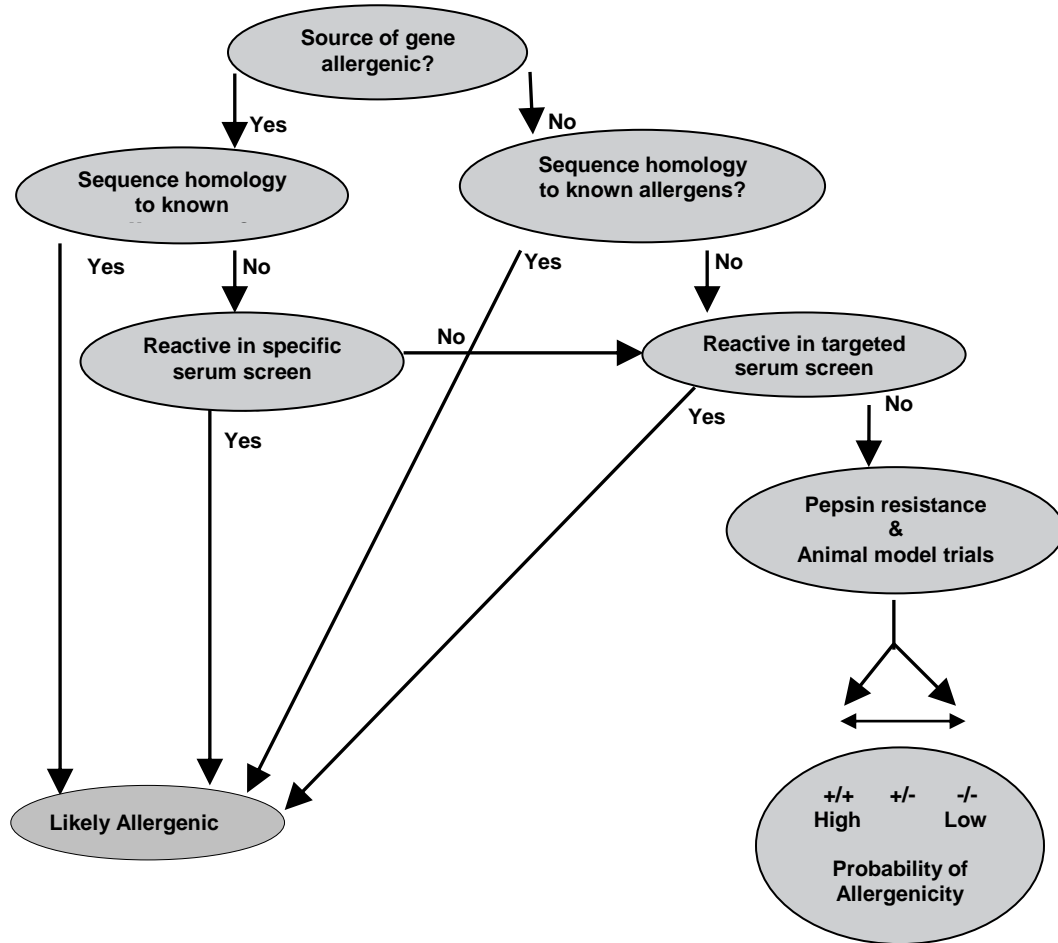 Source of gene
allergenic?
Yes
No
Sequence homology
to known
Sequence homology
to known allergens?
Yes
No
Yes
No
Reactive in specific
serum screen
No
Reactive in targeted
serum screen
Yes
Yes
No
Pepsin resistance
&
Animal model trials
Likely Allergenic
+/+ +/- -/-
High Low
Probability of
Allergenicity